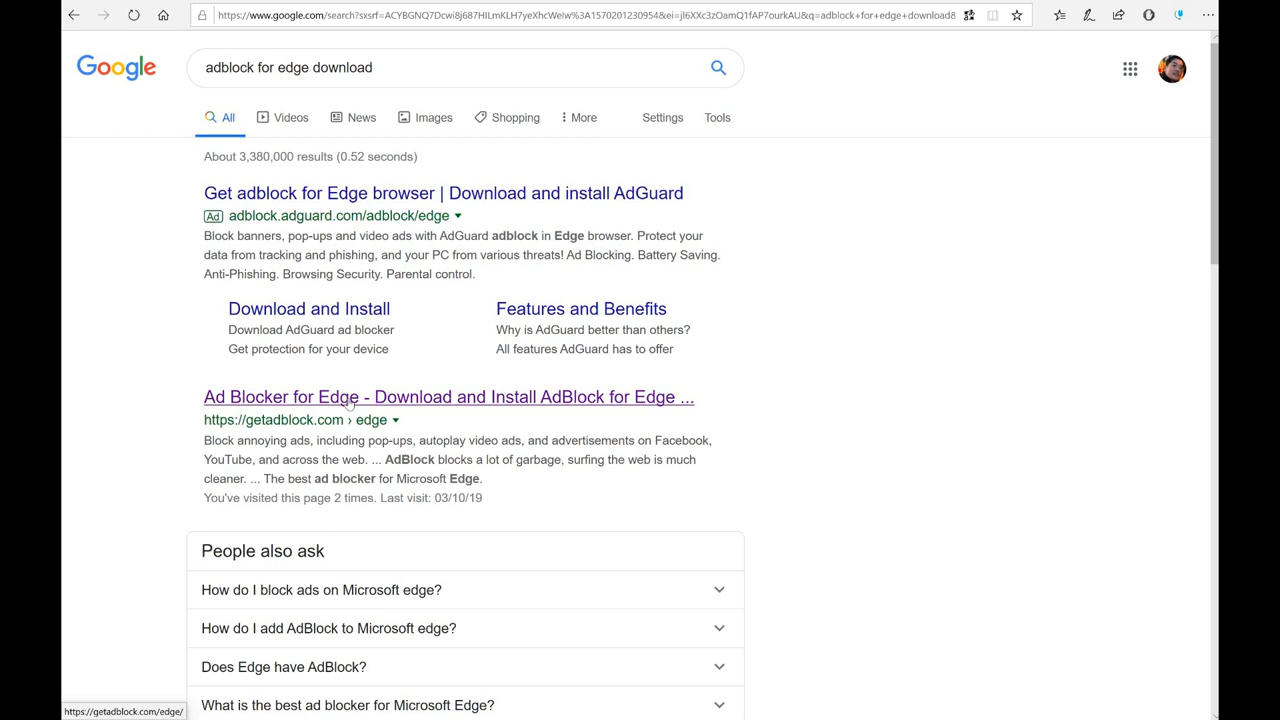 https://www.google.com/search?sxsrf=ACYBGNQ7Dcwi8j687HILmKLH7yeXhcWeIw%3A1570201230954&ei=jl6XXc3zOamQ1fAP7ourkAU&q=adblock+for+edge+download&
Google
adblock for edge download
All
Videos
News
Images
Shopping
More
Settings
Tools
About 3,380,000 results (0.52 seconds)
Get adblock for Edge browser | Download and install AdGuard
Ad adblock.adguard.com/adblock/edge
Block banners, pop-ups and video ads with AdGuard adblock in Edge browser. Protect your
data from tracking and phishing, and your PC from various threats! Ad Blocking. Battery Saving.
Anti-Phishing. Browsing Security. Parental control.
Download and Install
Download AdGuard ad blocker
Get protection for your device
Features and Benefits
Why is AdGuard better than others?
All features AdGuard has to offer
Ad Blocker for Edge - Download and Install AdBlock for Edge ...
https://getadblock.com › edge
Block annoying ads, including pop-ups, autoplay video ads, and advertisements on Facebook,
YouTube, and across the web. ... AdBlock blocks a lot of garbage, surfing the web is much
cleaner. ... The best ad blocker for Microsoft Edge.
You've visited this page 2 times. Last visit: 03/10/19
People also ask
How do I block ads on Microsoft edge?
How do I add AdBlock to Microsoft edge?
Does Edge have AdBlock?
What is the best ad blocker for Microsoft Edge?
https://getadblock.com/edge/